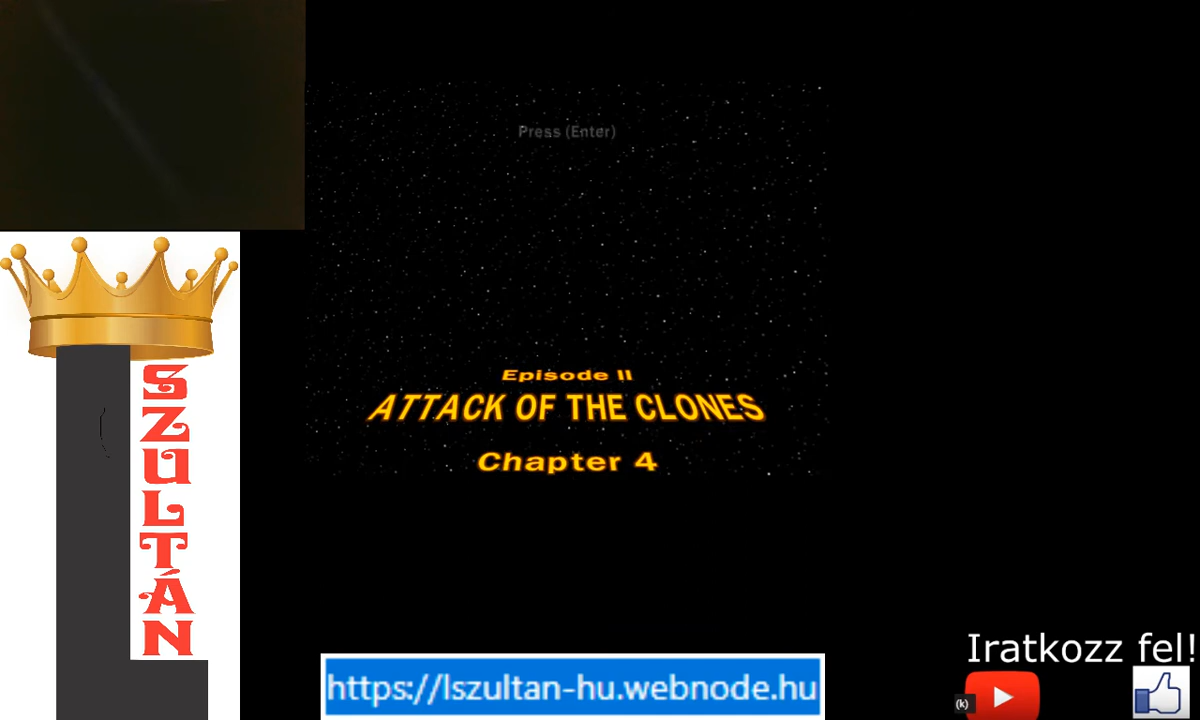 Press (Enter)
Episode II
ATTACK OF THE CLONES
Chapter 4
L
SZULTÁN
https://lszultan-hu.webnode.hu
Iratkozz fel!
(k)